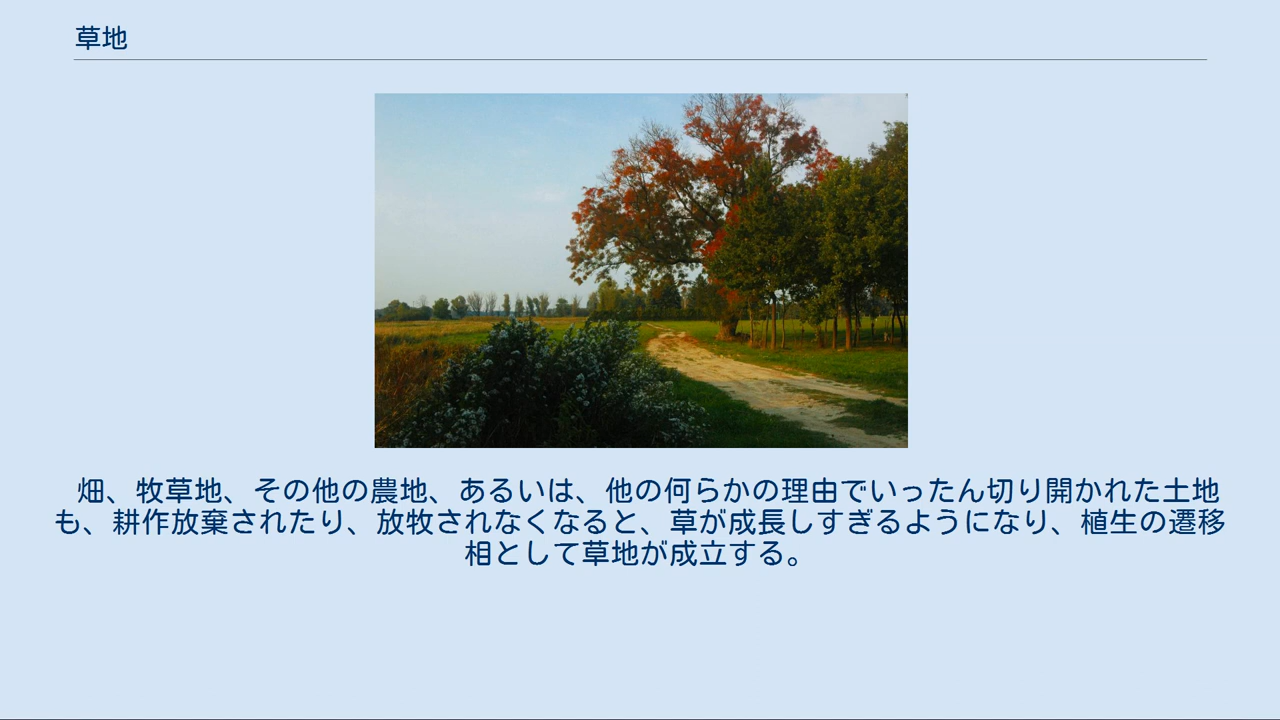 草地
畑、牧草地、その他の農地、あるいは、他の何らかの理由でいったん切り開かれた土地
も、耕作放棄されたり、放牧されなくなると、草が成長しすぎるようになり、植生の遷移
相として草地が成立する。